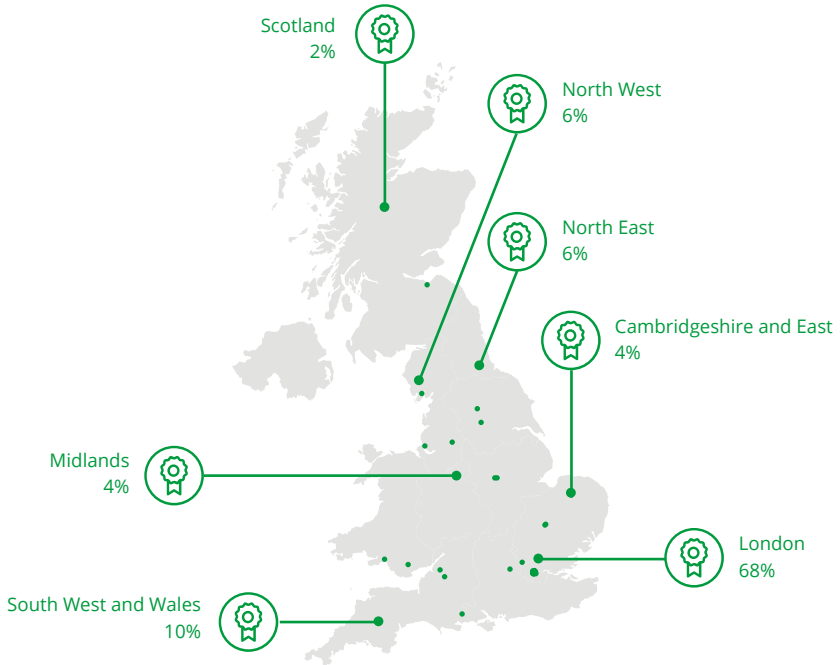 Scotland
2%
North West
6%
North East
6%
Cambridgeshire and East
4%
Midlands
4%
London
68%
South West and Wales
10%